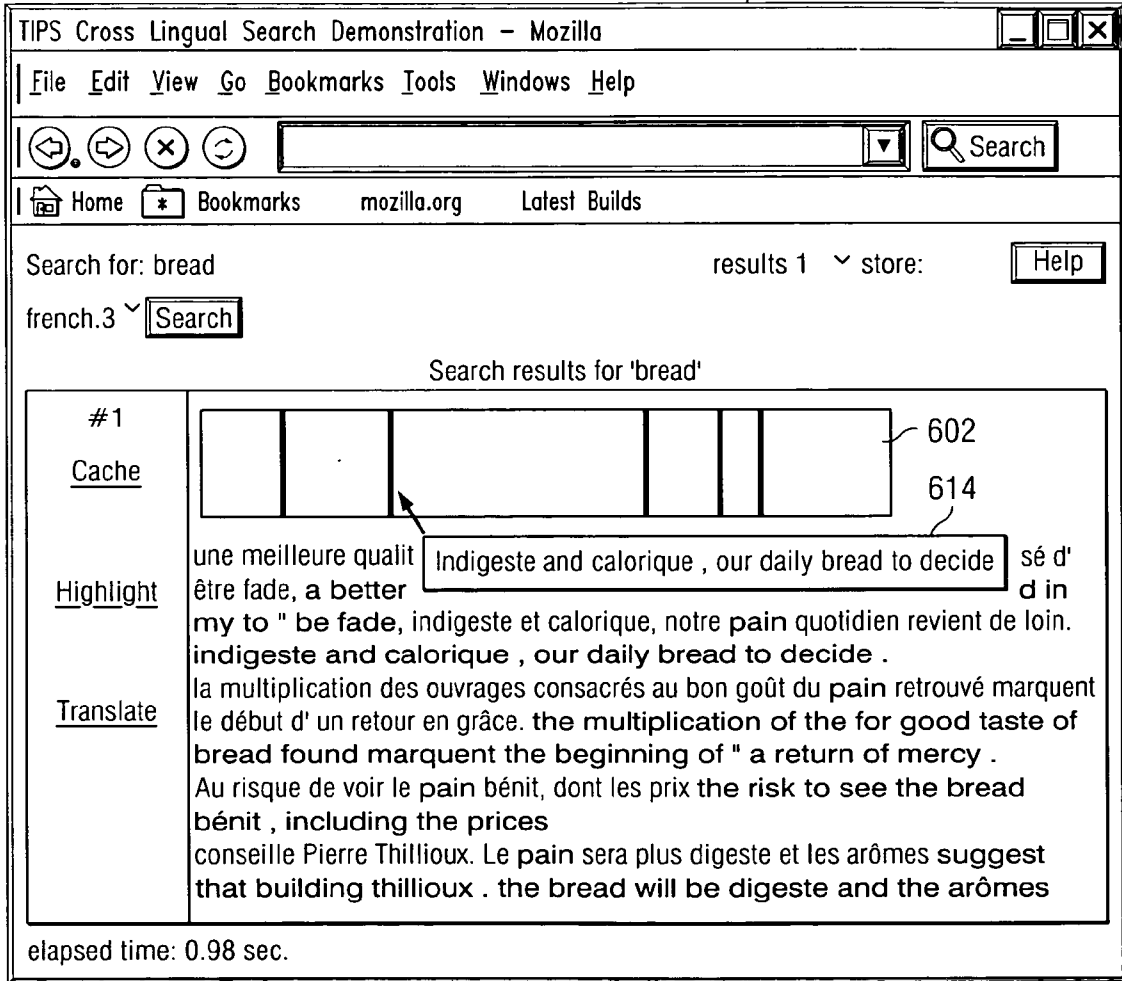 TIPS Cross Lingual Search Demonstration – Mozilla
File Edit View Go Bookmarks Tools Windows Help
Search
Home Bookmarks mozilla.org Latest Builds
Search for: bread results 1 store: Help
french.3 Search
Search results for 'bread'
#1
Cache
Highlight
Translate
602
614
Indigeste and calorique , our daily bread to decide
une meilleure qualit sé d'
être fade, a better d in
my to " be fade, indigeste et calorique, notre pain quotidien revient de loin.
indigeste and calorique , our daily bread to decide .
la multiplication des ouvrages consacrés au bon goût du pain retrouvé marquent
le début d' un retour en grâce. the multiplication of the for good taste of
bread found marquent the beginning of " a return of mercy .
Au risque de voir le pain bénit, dont les prix the risk to see the bread
bénit , including the prices
conseille Pierre Thillioux. Le pain sera plus digeste et les arômes suggest
that building thillioux . the bread will be digeste and the arômes
elapsed time: 0.98 sec.